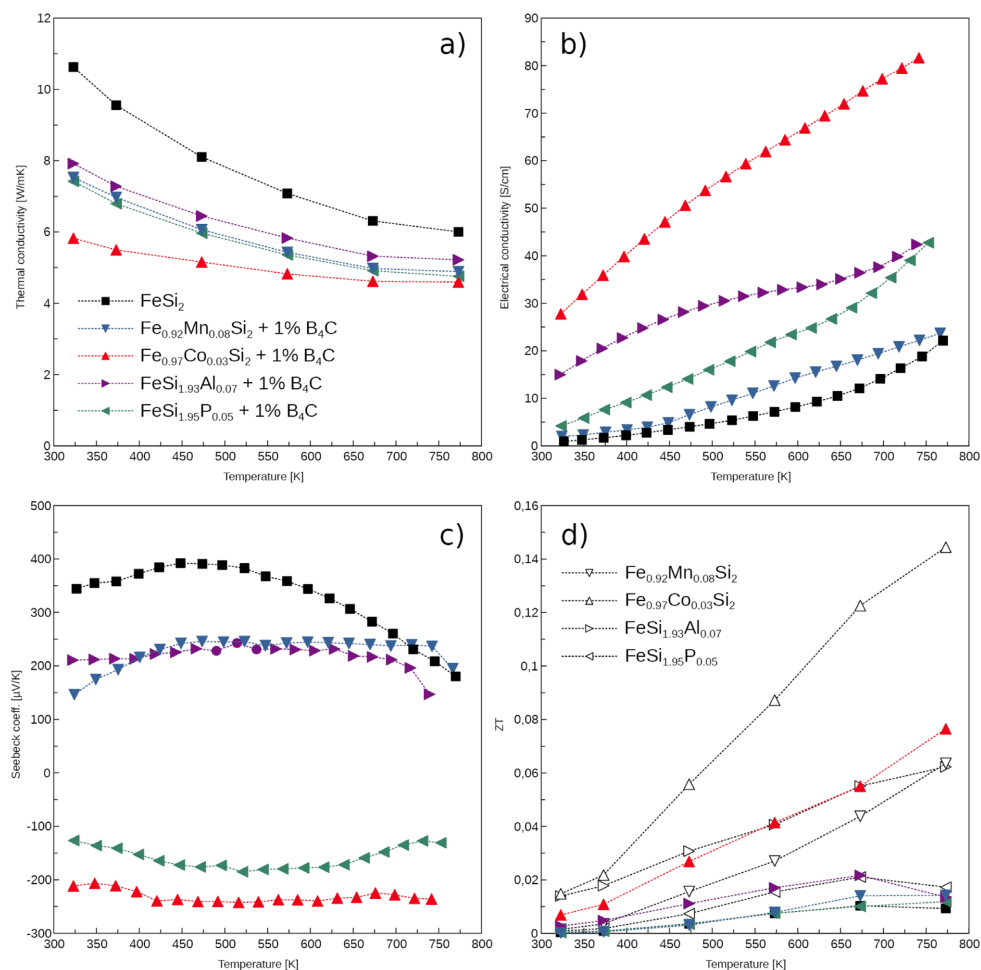 a)
12
10
8
6
4
2
0
Thermal conductivity [W/mK]
FeSi₂
Fe₀.₉₂Mn₀.₀₈Si₂ + 1% B₄C
Fe₀.₉₇Co₀.₀₃Si₂ + 1% B₄C
FeSi₁.₉₃Al₀.₀₇ + 1% B₄C
FeSi₁.₉₅P₀.₀₅ + 1% B₄C
300 350 400 450 500 550 600 650 700 750 800
Temperature [K]
b)
90
80
70
60
50
40
30
20
10
0
Electrical conductivity [S/cm]
300 350 400 450 500 550 600 650 700 750 800
Temperature [K]
c)
500
400
300
200
100
0
-100
-200
-300
Seebeck coeff. [µV/K]
300 350 400 450 500 550 600 650 700 750 800
Temperature [K]
d)
0,16
0,14
0,12
0,1
0,08
0,06
0,04
0,02
0
ZT
Fe₀.₉₂Mn₀.₀₈Si₂
Fe₀.₉₇Co₀.₀₃Si₂
FeSi₁.₉₃Al₀.₀₇
FeSi₁.₉₅P₀.₀₅
300 350 400 450 500 550 600 650 700 750 800
Temperature [K]